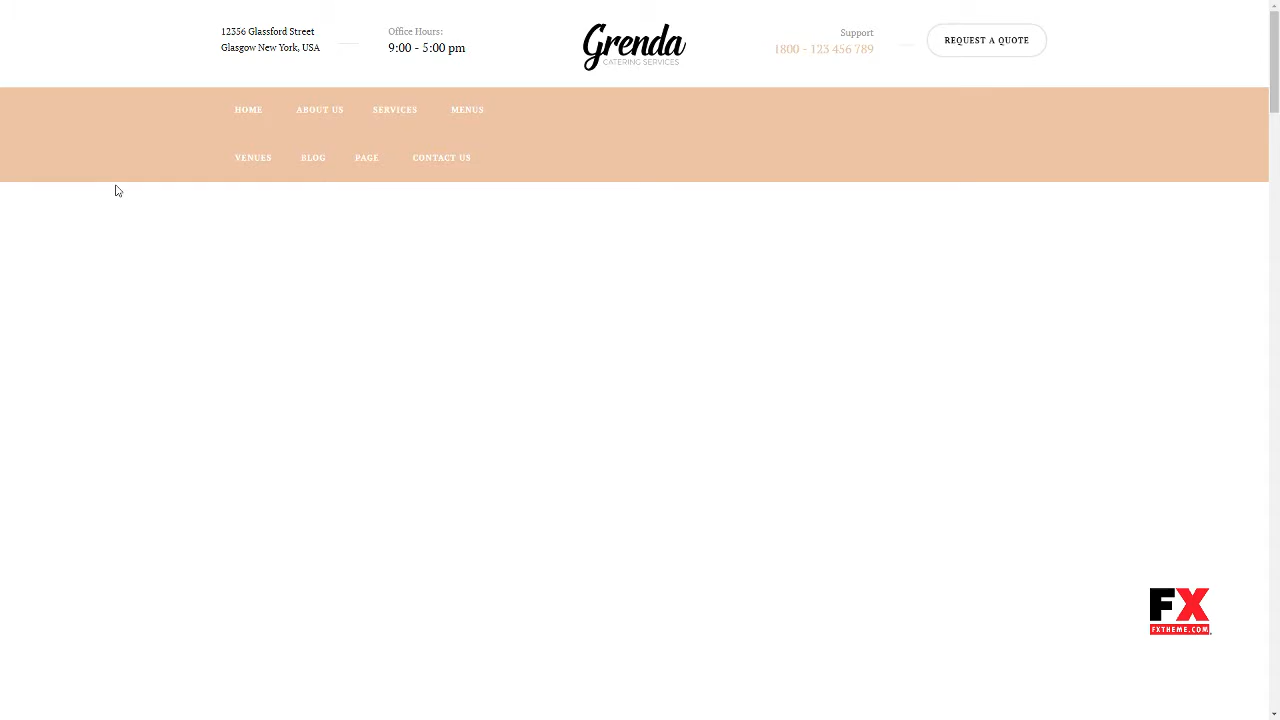 12356 Glassford Street
Glasgow New York, USA
Office Hours:
9:00 - 5:00 pm
Grenda
CATERING SERVICES
Support
1800 - 123 456 789
REQUEST A QUOTE
HOME ABOUT US SERVICES MENUS
VENUES BLOG PAGE CONTACT US
FX
FXTHEME.COM